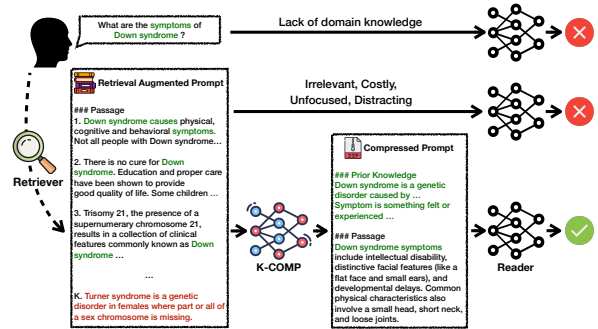 What are the symptoms of
Down syndrome ?
Lack of domain knowledge
Retrieval Augmented Prompt
### Passage
1. Down syndrome causes physical,
cognitive and behavioral symptoms.
Not all people with Down syndrome...
2. There is no cure for Down
syndrome. Education and proper care
have been shown to provide
good quality of life. Some children ...
3. Trisomy 21, the presence of a
supernumerary chromosome 21,
results in a collection of clinical
features commonly known as Down
syndrome ...
...
K. Turner syndrome is a genetic
disorder in females where part or all of
a sex chromosome is missing.
Retriever
Irrelevant, Costly,
Unfocused, Distracting
K-COMP
ZIP
Compressed Prompt
### Prior Knowledge
Down syndrome is a genetic
disorder caused by ...
Symptom is something felt or
experienced ...
### Passage
Down syndrome symptoms
include intellectual disability,
distinctive facial features (like a
flat face and small ears), and
developmental delays. Common
physical characteristics also
involve a small head, short neck,
and loose joints.
Reader